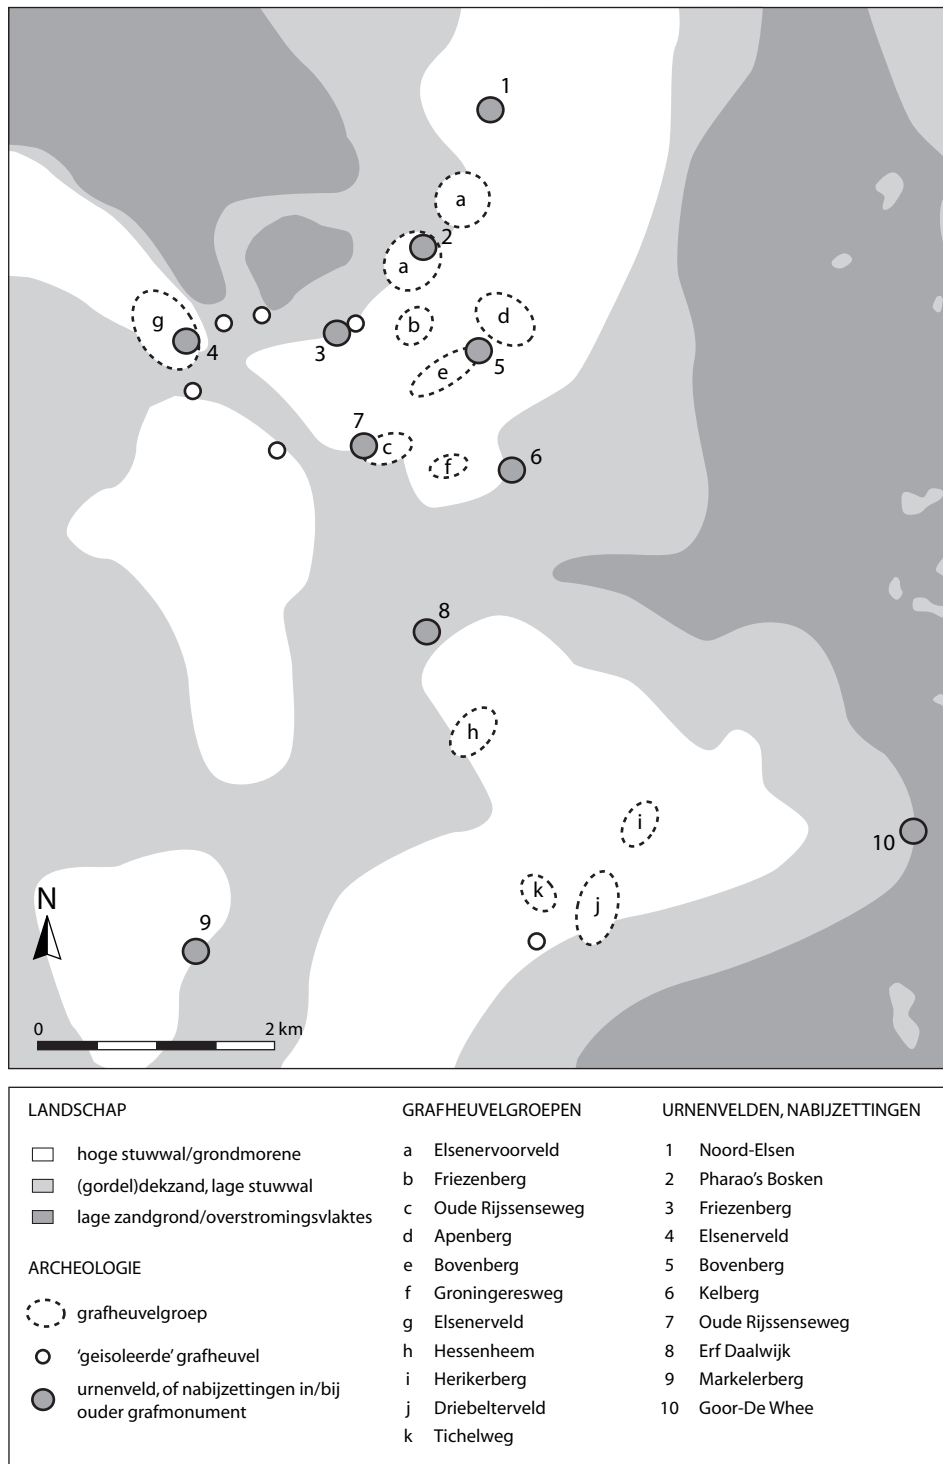 1
a
2
a
g
b
d
4
3
5
e
7
c
f
6
8
h
i
10
k
j
N
9
0
2 km
LANDSCHAP
hoge stuwwal/grondmorene
(gordel)dekzand, lage stuwwal
lage zandgrond/overstromingsvlaktes
ARCHEOLOGIE
grafheuvelgroep
‘geisoleerde’ grafheuvel
urnenveld, of nabijzettingen in/bij
ouder grafmonument
GRAFHEUVELGROEPEN
a Elsenervoorveld
b Friezenberg
c Oude Rijssenseweg
d Apenberg
e Bovenberg
f Groningeresweg
g Elsenerveld
h Hessenheem
i Herikerberg
j Driebelterveld
k Tichelweg
URNENVELDEN, NABIJZETTINGEN
1 Noord-Elsen
2 Pharao’s Bosken
3 Friezenberg
4 Elsenerveld
5 Bovenberg
6 Kelberg
7 Oude Rijssenseweg
8 Erf Daalwijk
9 Markelerberg
10 Goor-De Whee